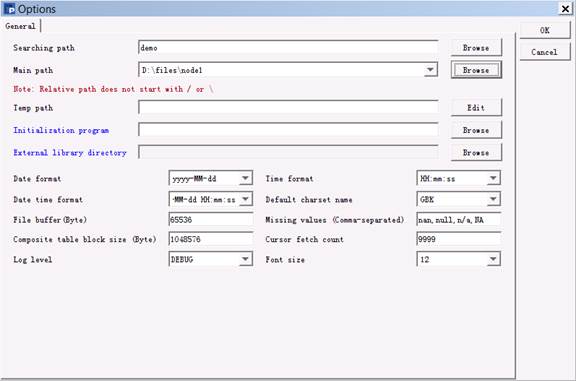 Options
General
OK
Searching path demo Browse
Cancel
Main path D:\files\node1 Browse
Note: Relative path does not start with / or \
Temp path Edit
Initialization program Browse
External library directory Browse
Date format yyyy-MM-dd Time format HH:mm:ss
Date time format -MM-dd HH:mm:ss Default charset name GBK
File buffer(Byte) 65536 Missing values (Comma-separated) nan,null,n/a,NA
Composite table block size (Byte) 1048576 Cursor fetch count 9999
Log level DEBUG Font size 12